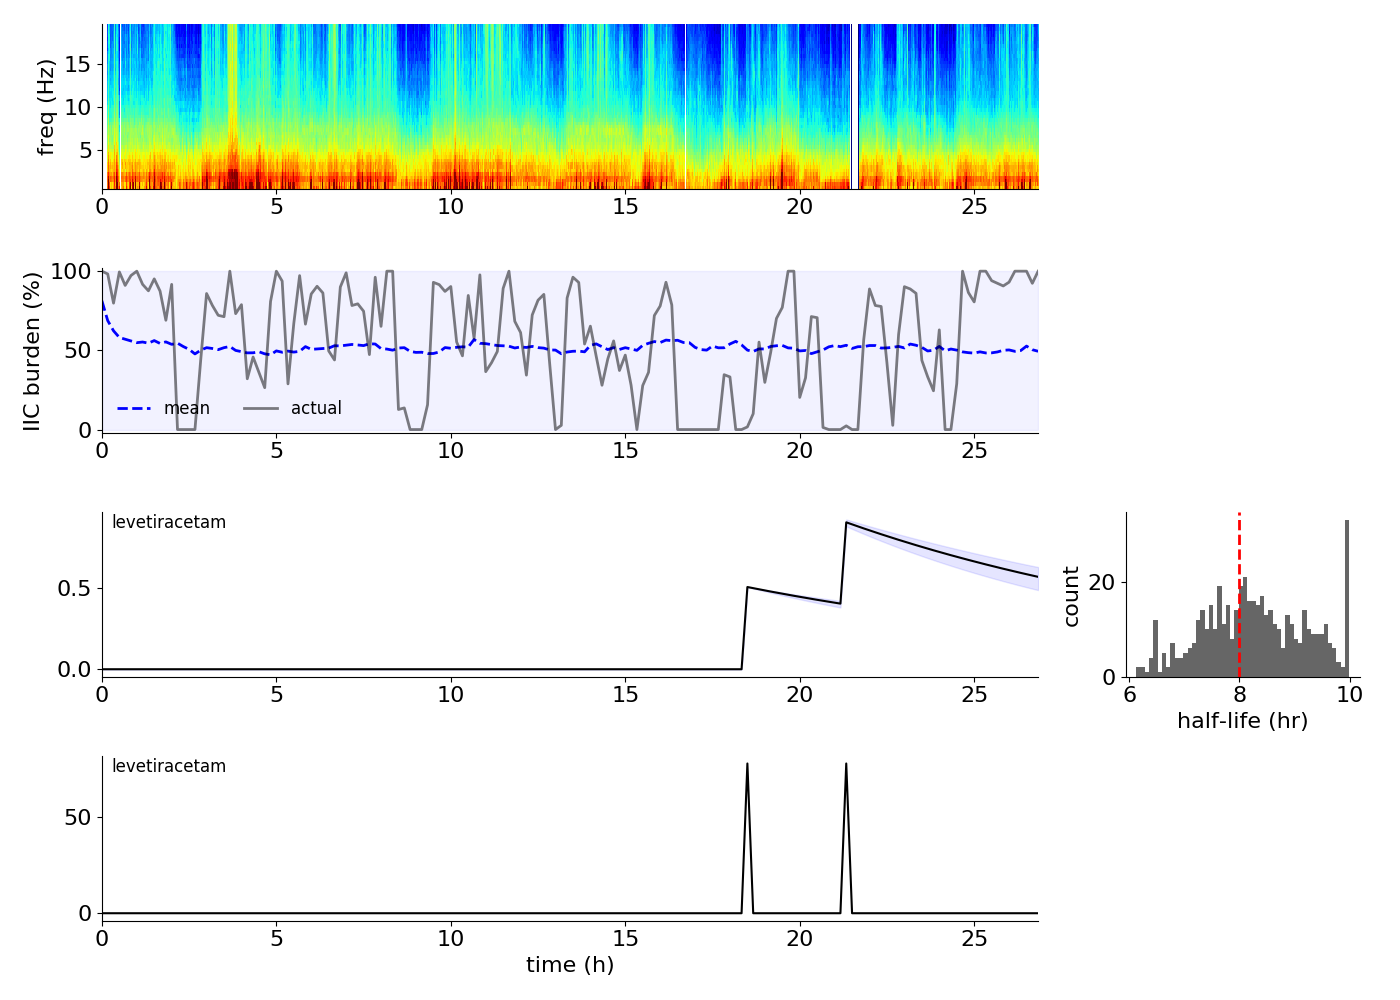 freq (Hz)
15
10
5
0 5 10 15 20 25
IIC burden (%)
100
50
0
mean actual
0 5 10 15 20 25
levetiracetam
0.5
0.0
0 5 10 15 20 25
count
20
0
6 8 10
half-life (hr)
levetiracetam
50
0
0 5 10 15 20 25
time (h)